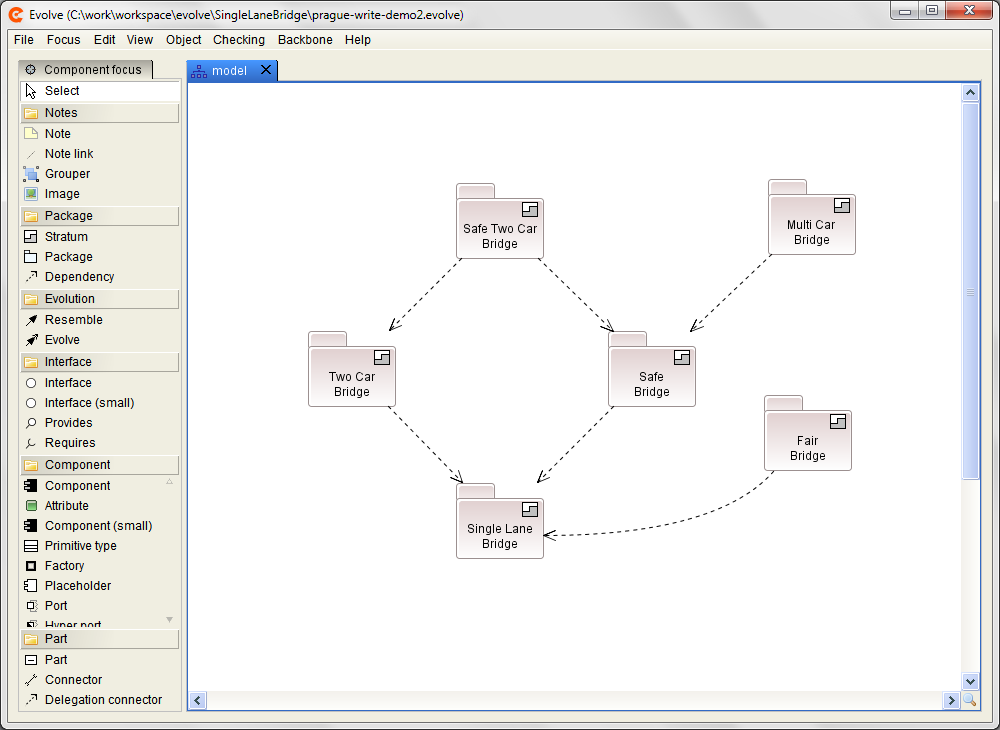 Evolve (C:\work\workspace\evolve\SingleLaneBridge\prague-write-demo2.evolve)
File Focus Edit View Object Checking Backbone Help
Component focus
Select
Notes
Note
Note link
Grouper
Image
Package
Stratum
Package
Dependency
Evolution
Resemble
Evolve
Interface
Interface
Interface (small)
Provides
Requires
Component
Component
Attribute
Component (small)
Primitive type
Factory
Placeholder
Port
Hyper port
Part
Part
Connector
Delegation connector
model
Safe Two Car
Bridge
Multi Car
Bridge
Two Car
Bridge
Safe
Bridge
Fair
Bridge
Single Lane
Bridge